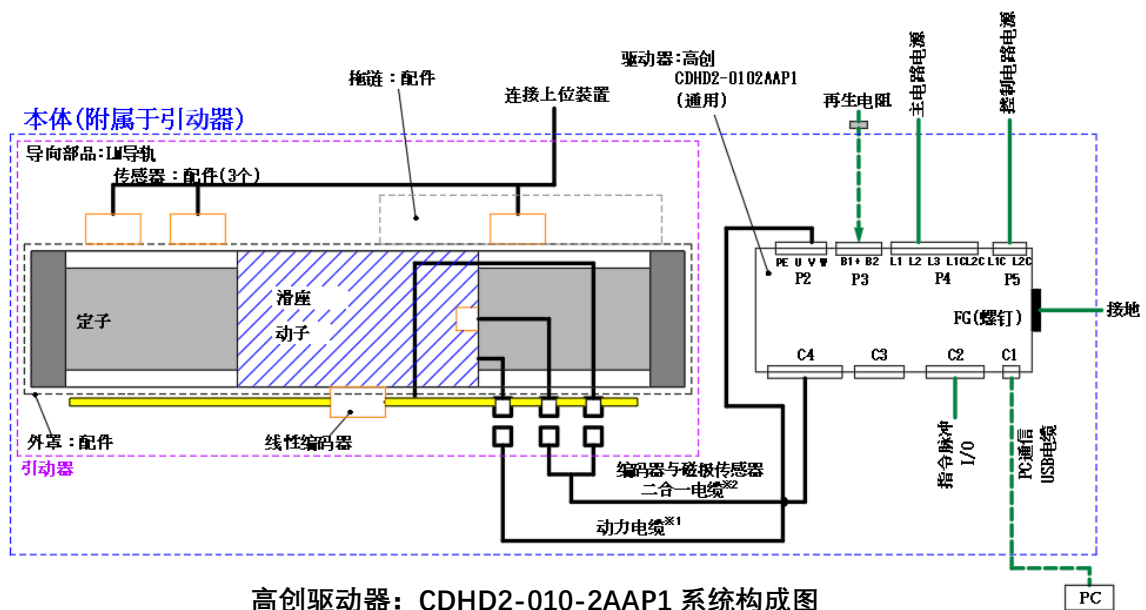 驱动器:高创
CDHD2-0102AAP1
(通用)
拖链：配件
连接上位装置
再生电阻
主电路电源
控制电路电源
本体(附属于引动器)
导向部品:LM导轨
传感器：配件(3个)
PE U V W
B1+ B2
L1 L2 L3 L1CL2C
L1C L2C
P2
P3
P4
P5
滑座
动子
定子
FG(螺钉)
接地
C4
C3
C2
C1
外罩：配件
线性编码器
引动器
编码器与磁极传感器
二合一电缆※2
动力电缆※1
指令脉冲
I/O
PC通信
USB电缆
PC
高创驱动器：CDHD2-010-2AAP1 系统构成图